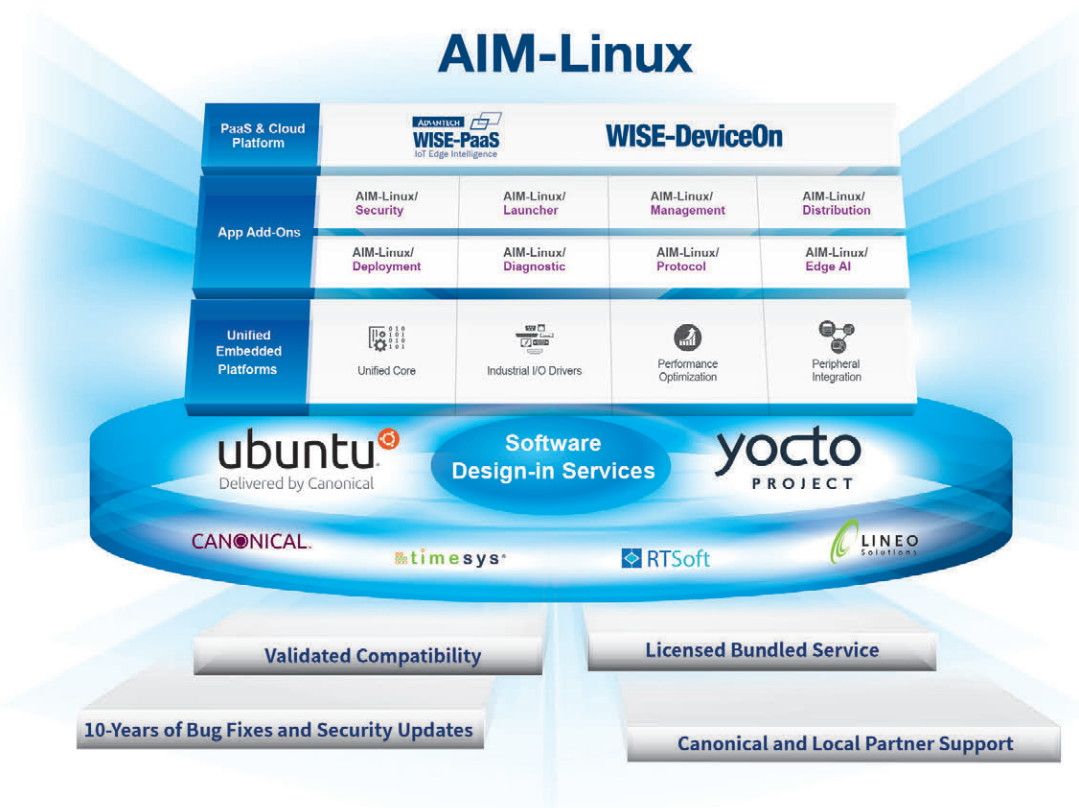 AIM-Linux
PaaS & Cloud
Platform
ADVANTECH
WISE-PaaS
IoT Edge Intelligence
WISE-DeviceOn
App Add-Ons
AIM-Linux/
Security
AIM-Linux/
Launcher
AIM-Linux/
Management
AIM-Linux/
Distribution
AIM-Linux/
Deployment
AIM-Linux/
Diagnostic
AIM-Linux/
Protocol
AIM-Linux/
Edge AI
Unified
Embedded
Platforms
010
101
010
101
Unified Core
Industrial I/O Drivers
Performance
Optimization
Peripheral
Integration
ubuntu
Delivered by Canonical
Software
Design-in Services
yocto
PROJECT
CANONICAL
timesys®
RTSoft
LINEO
Solutions
Validated Compatibility
Licensed Bundled Service
10-Years of Bug Fixes and Security Updates
Canonical and Local Partner Support